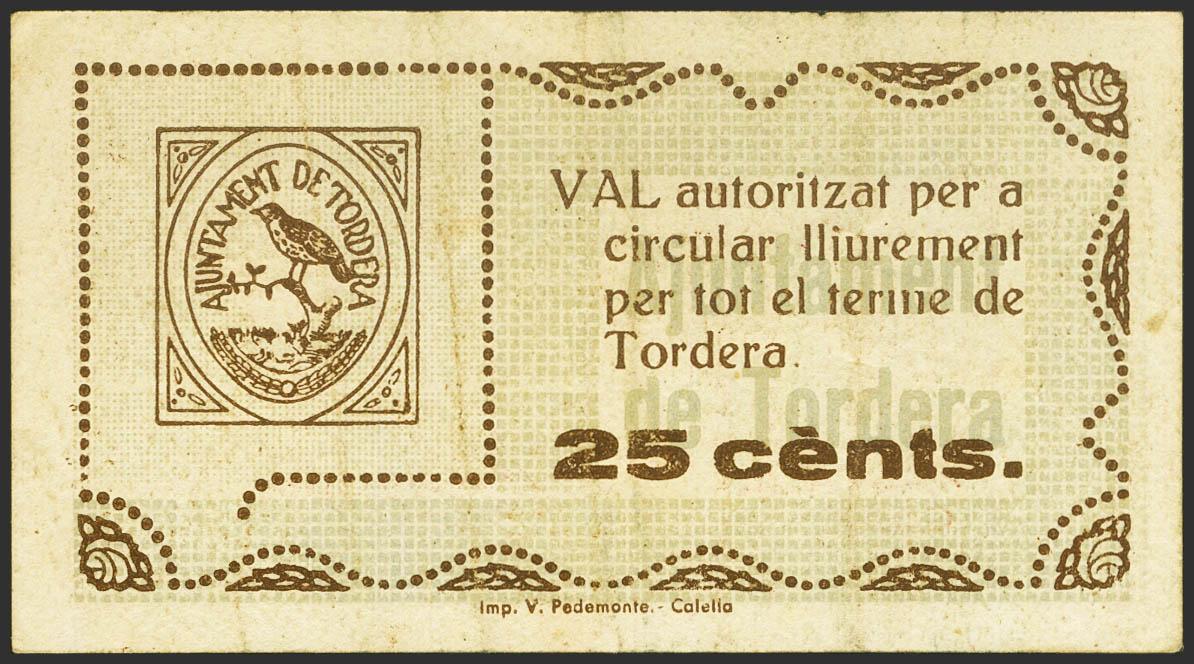 AJUNTAMENT DE TORDERA
VAL autoritzat per a
circular lliurement
per tot el terme de
Tordera.
Ajuntament
de Tordera
25 cènts.
Imp. V. Pedemonte. - Calella